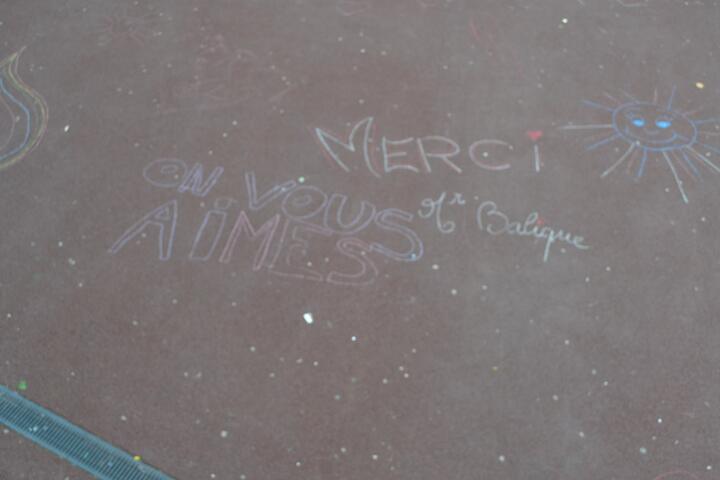 MERCI
ON VOUS
AIMES
Mr Balique